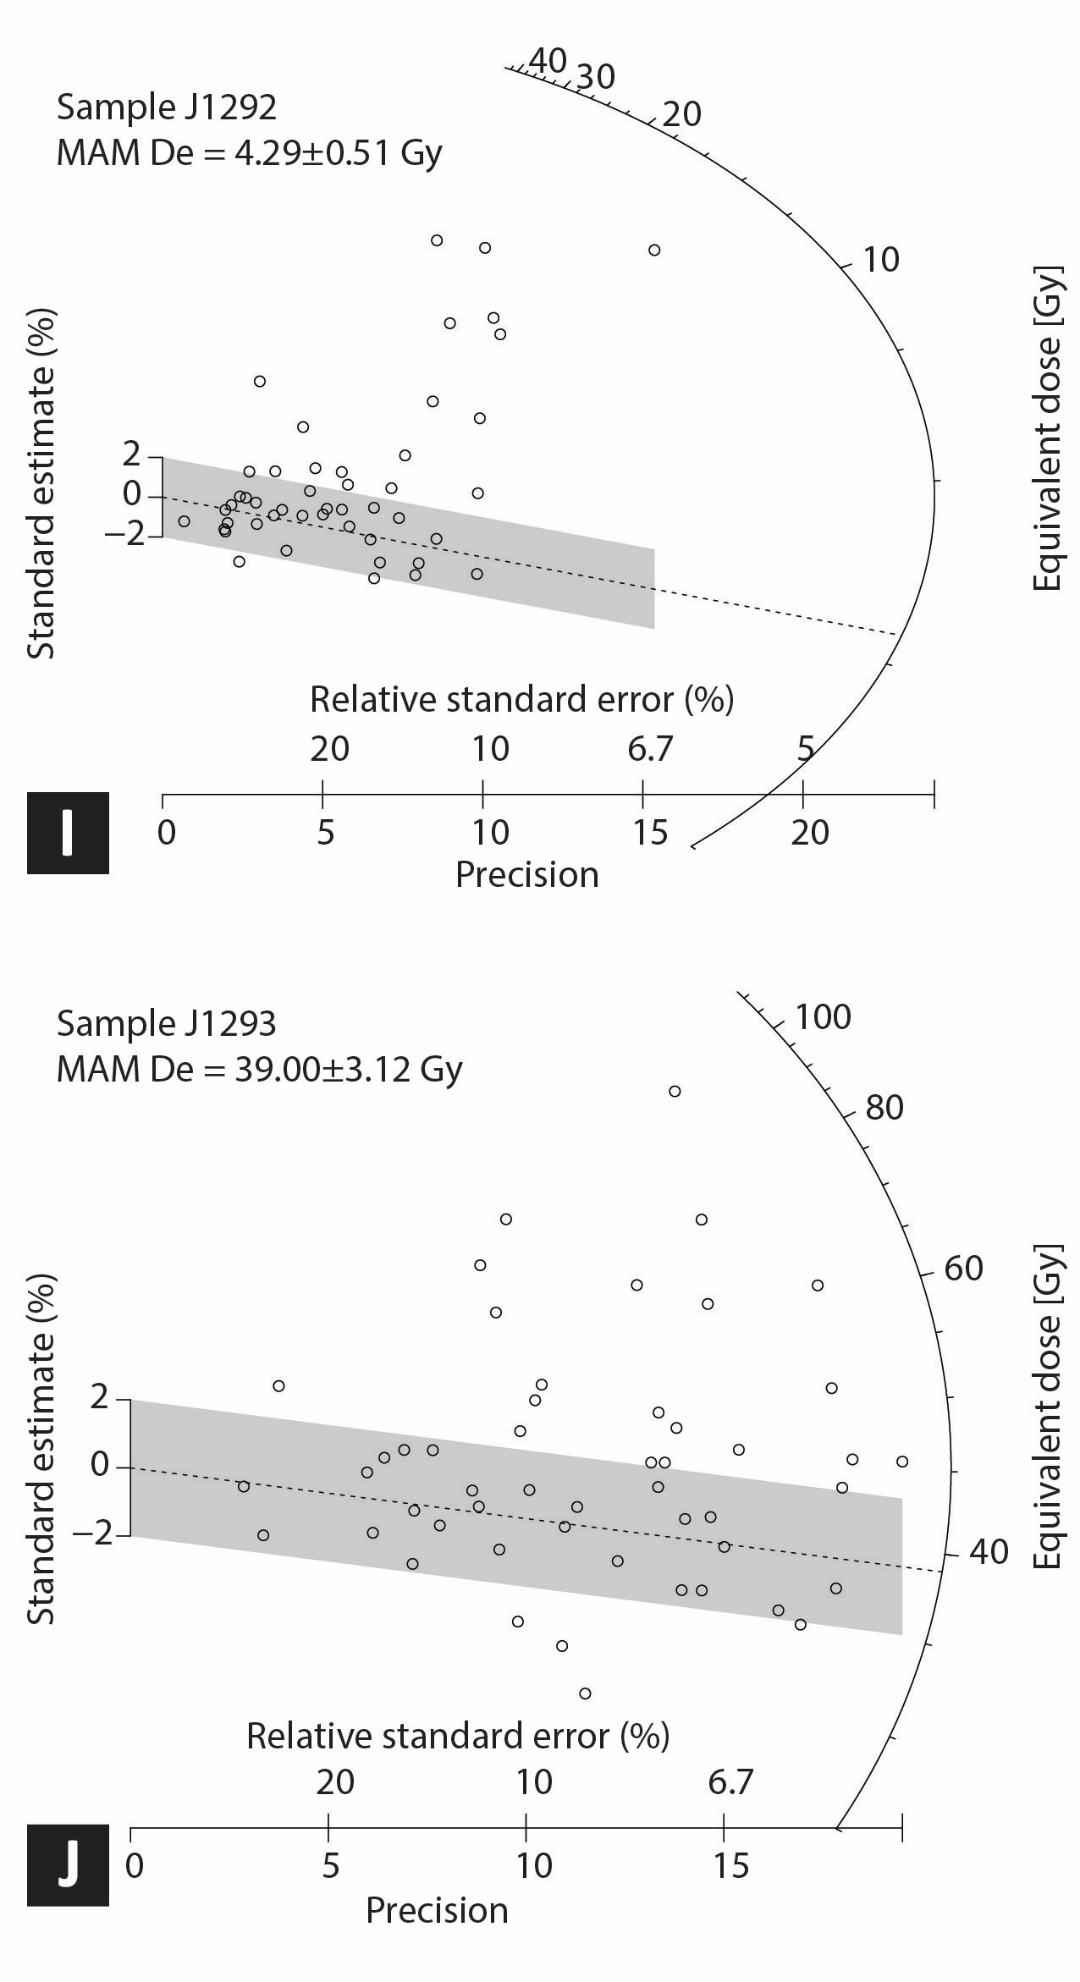 Sample J1292
MAM De = 4.29±0.51 Gy
40
30
20
10
Equivalent dose [Gy]
Standard estimate (%)
2
0
−2
Relative standard error (%)
20 10 6.7 5
0 5 10 15 20
Precision
I
Sample J1293
MAM De = 39.00±3.12 Gy
100
80
60
40
Equivalent dose [Gy]
Standard estimate (%)
2
0
−2
Relative standard error (%)
20 10 6.7
0 5 10 15
Precision
J